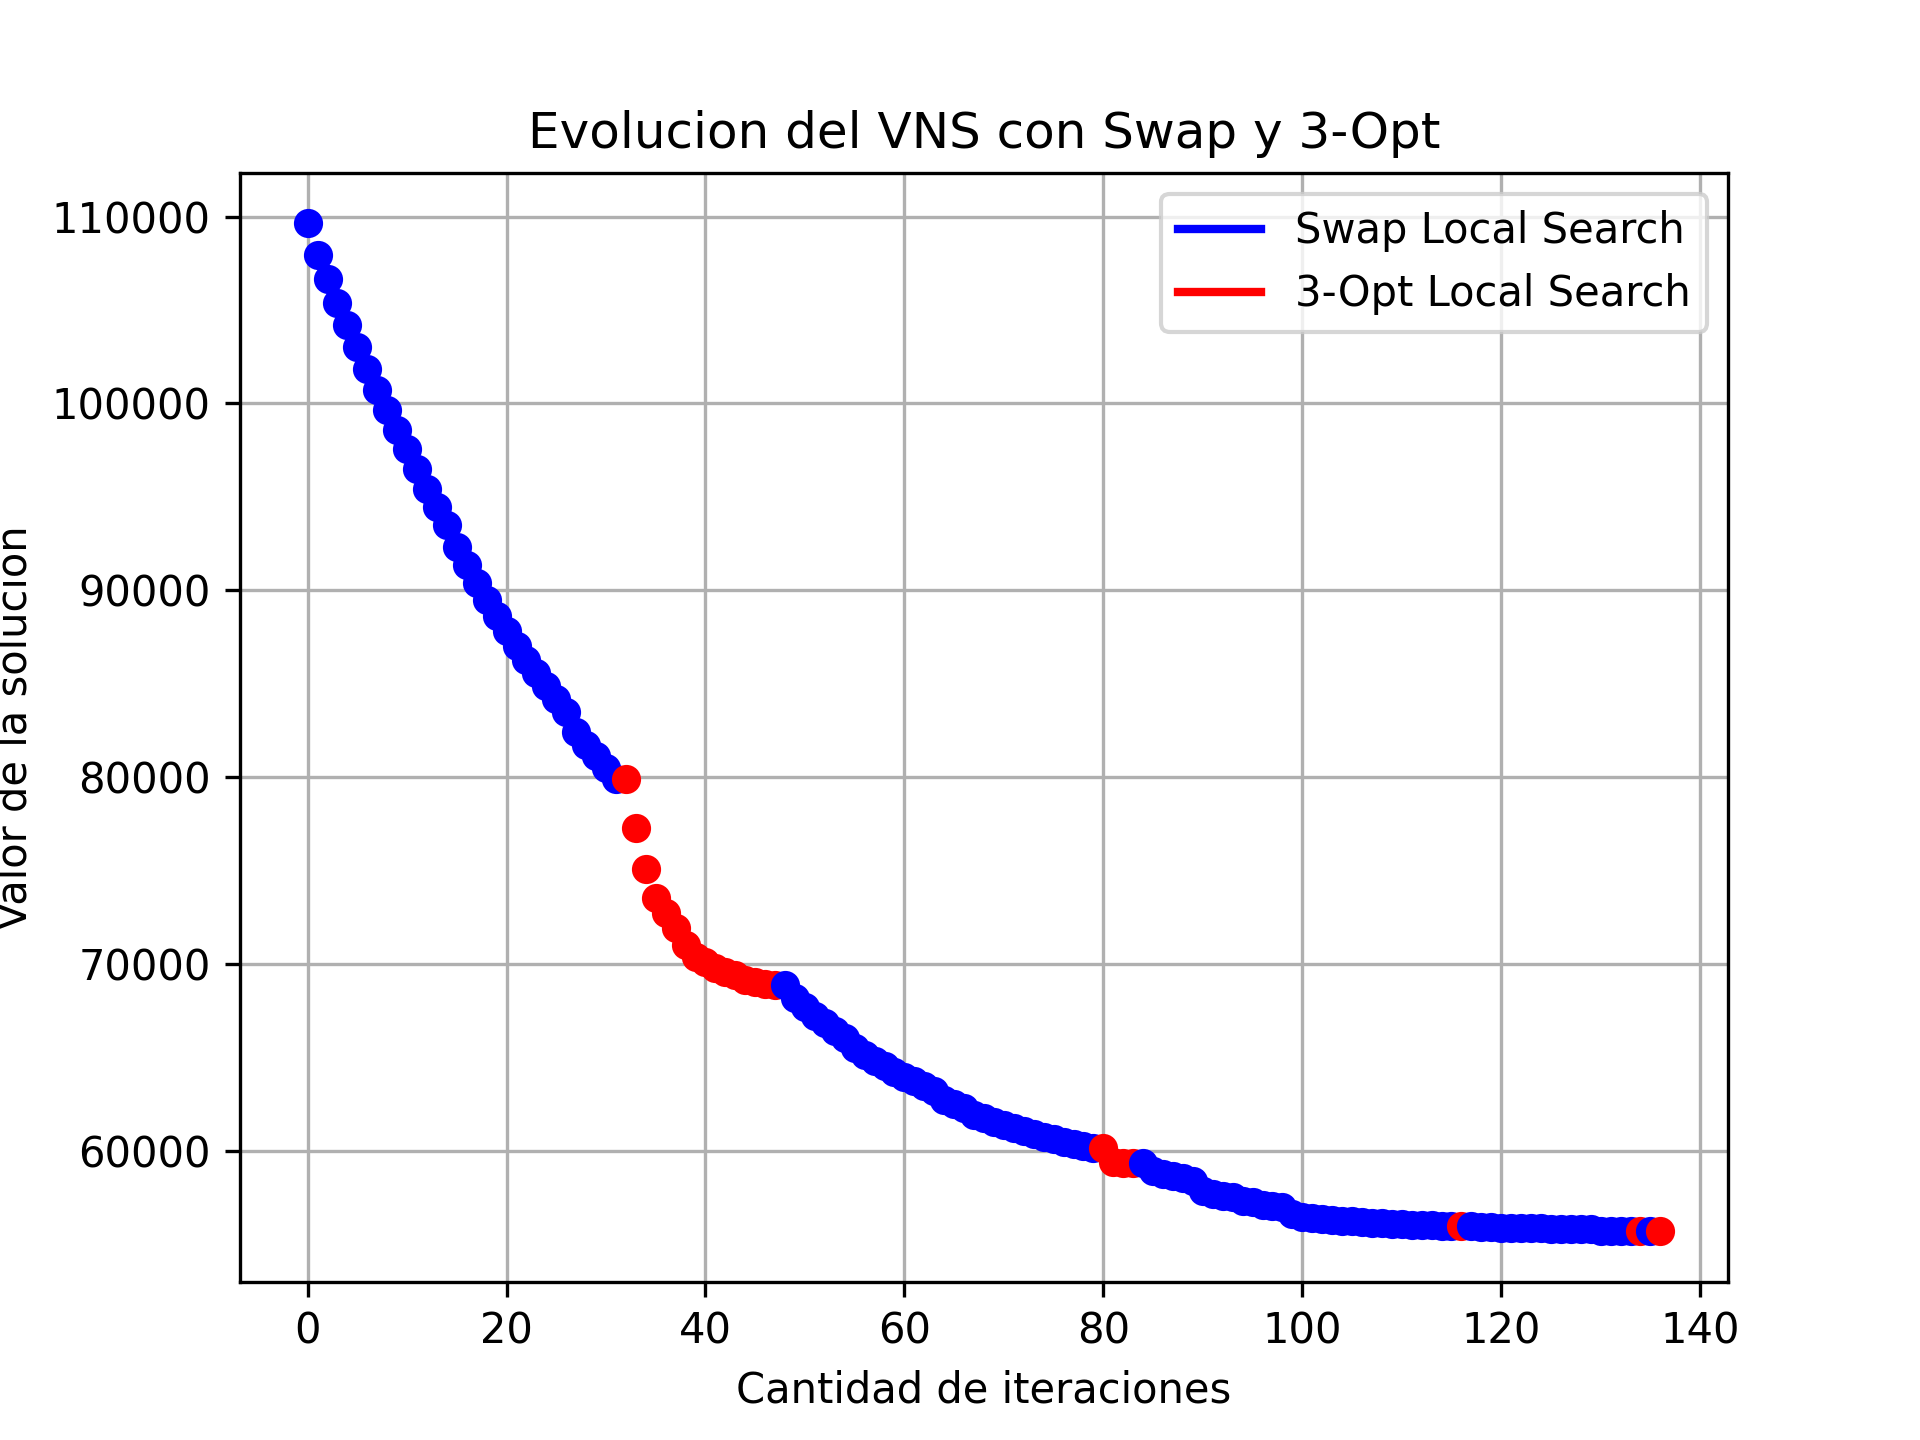 Evolucion del VNS con Swap y 3-Opt
Swap Local Search
3-Opt Local Search
110000
100000
90000
80000
70000
60000
Valor de la solucion
0 20 40 60 80 100 120 140
Cantidad de iteraciones